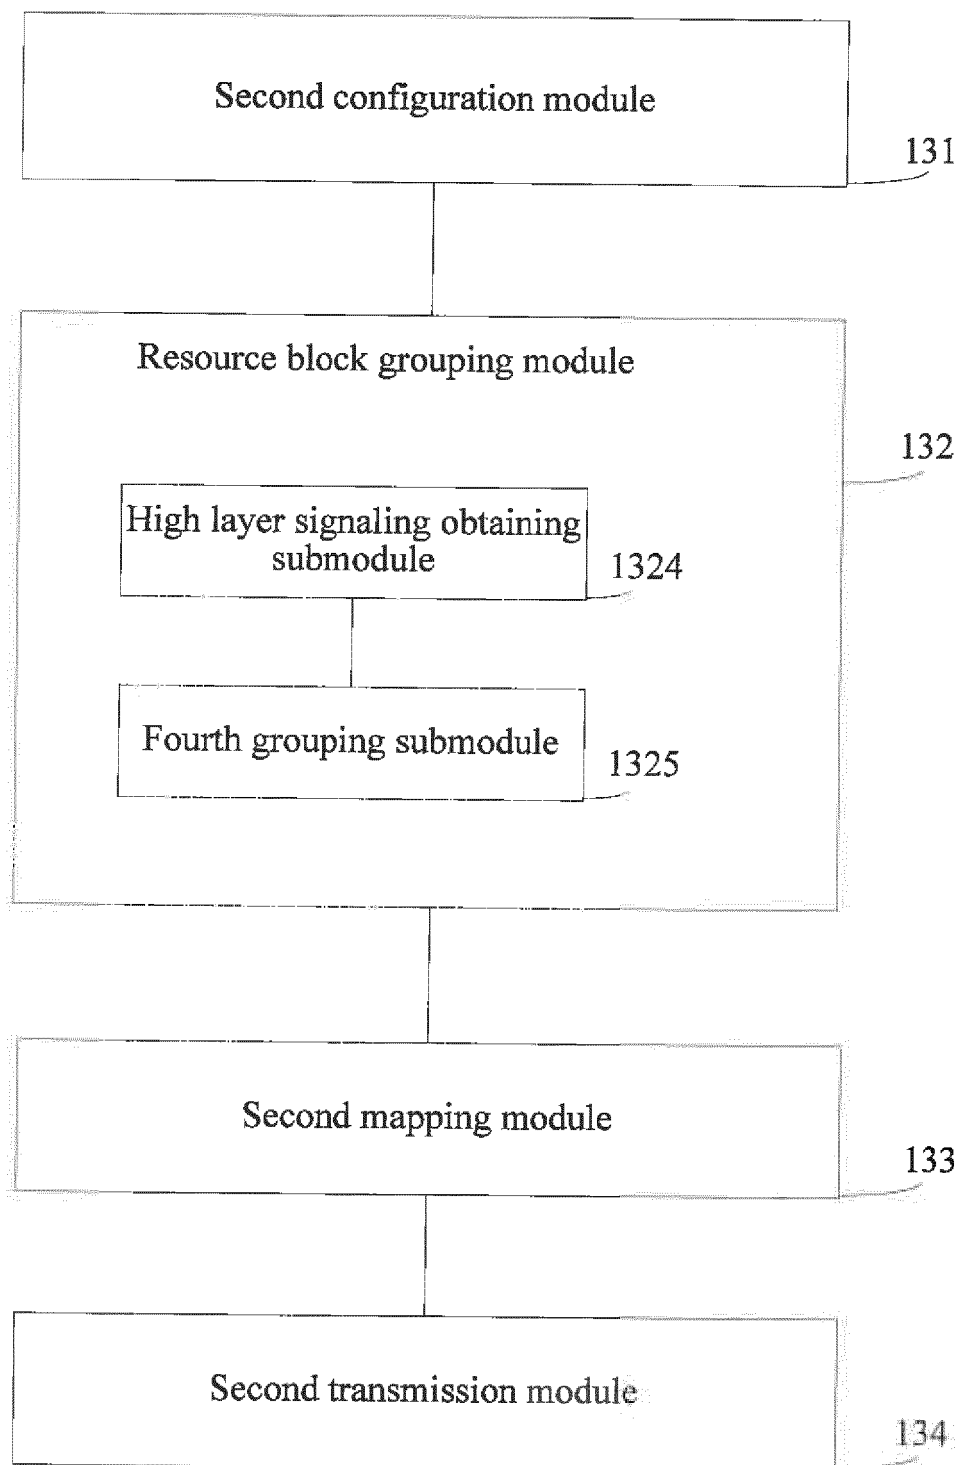 Second configuration module
131
Resource block grouping module
132
High layer signaling obtaining
submodule
1324
Fourth grouping submodule
1325
Second mapping module
133
Second transmission module
134